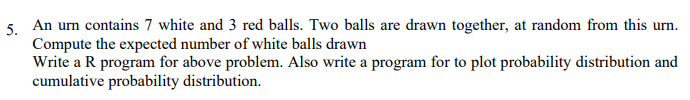 5. An urn contains 7 white and 3 red balls. Two balls are drawn together, at random from this urn.
Compute the expected number of white balls drawn
Write a R program for above problem. Also write a program for to plot probability distribution and
cumulative probability distribution.